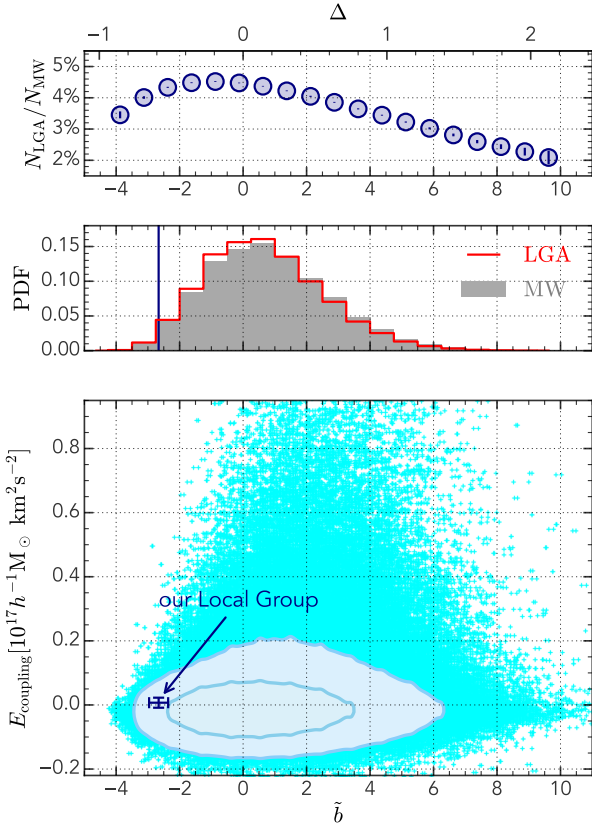 Δ
−1 0 1 2
N_LGA/N_MW
5%
4%
3%
2%
−4 −2 0 2 4 6 8 10
PDF
0.15
0.10
0.05
0.00
LGA
MW
E_coupling[10^17 h^−1 M_⊙ km^2 s^−2]
0.8
0.6
0.4
0.2
0.0
−0.2
our Local Group
−4 −2 0 2 4 6 8 10
b̃